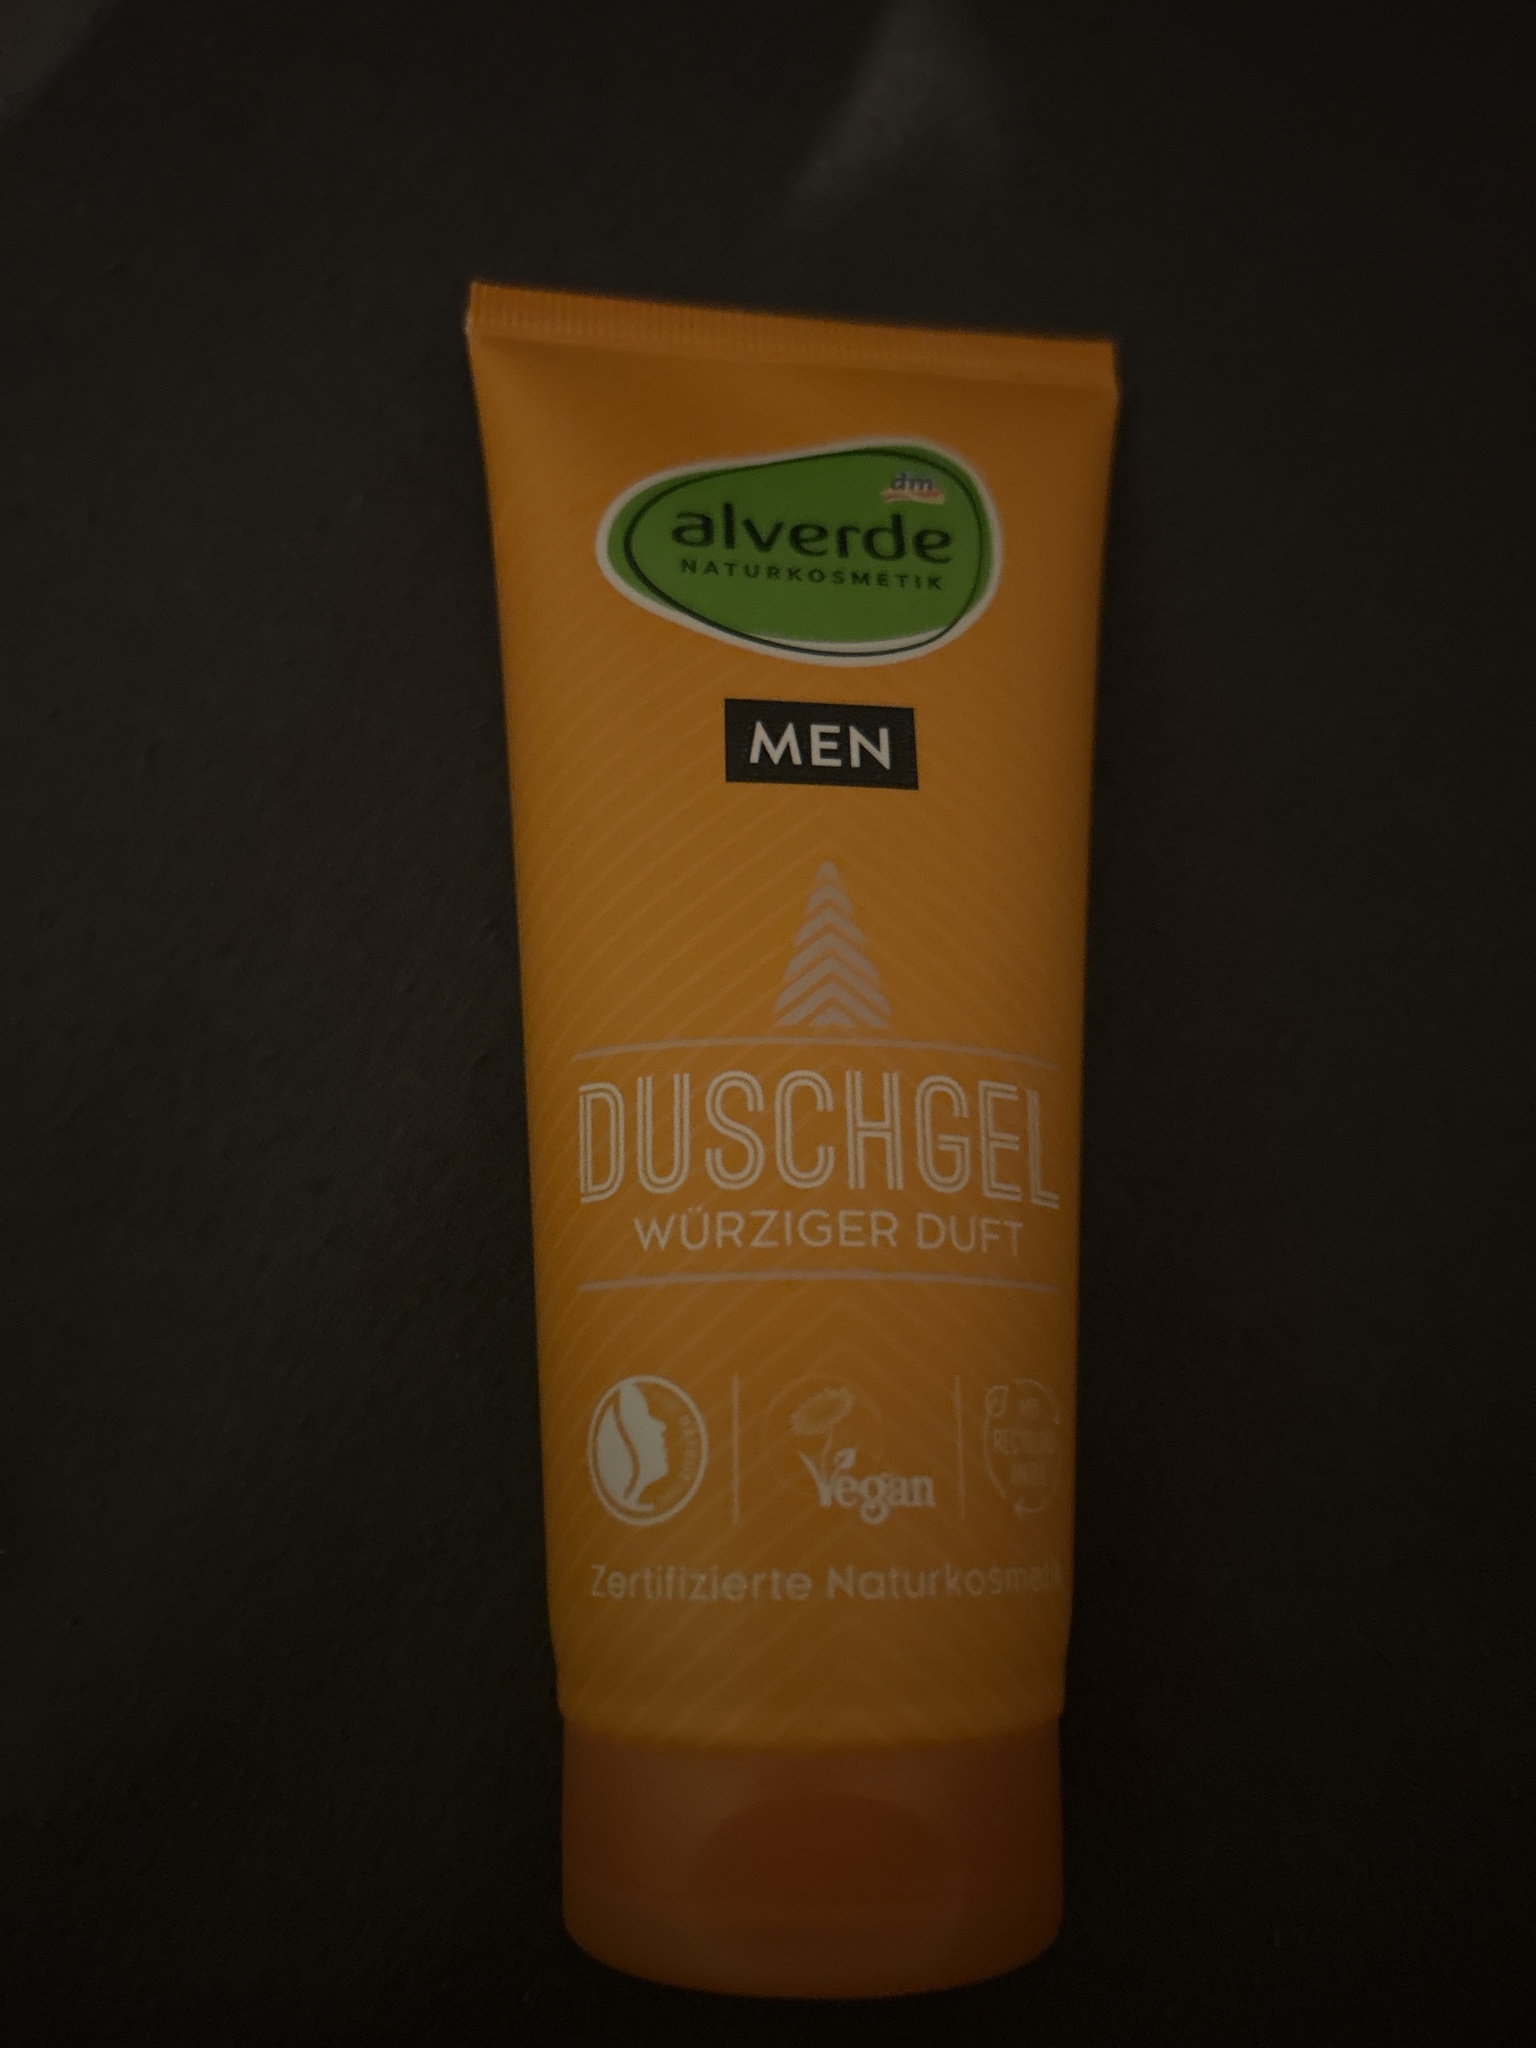 dm
alverde
NATURKOSMETIK
MEN
DUSCHGEL
WÜRZIGER DUFT
Vegan
Zertifizierte Naturkosmetik